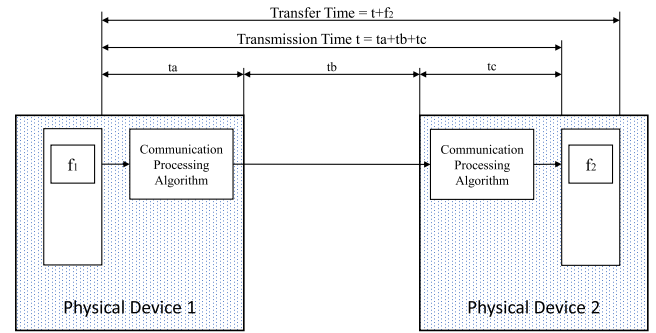 Transfer Time = t+f₂
Transmission Time t = ta+tb+tc
ta
tb
tc
f₁
Communication
Processing
Algorithm
Communication
Processing
Algorithm
f₂
Physical Device 1
Physical Device 2